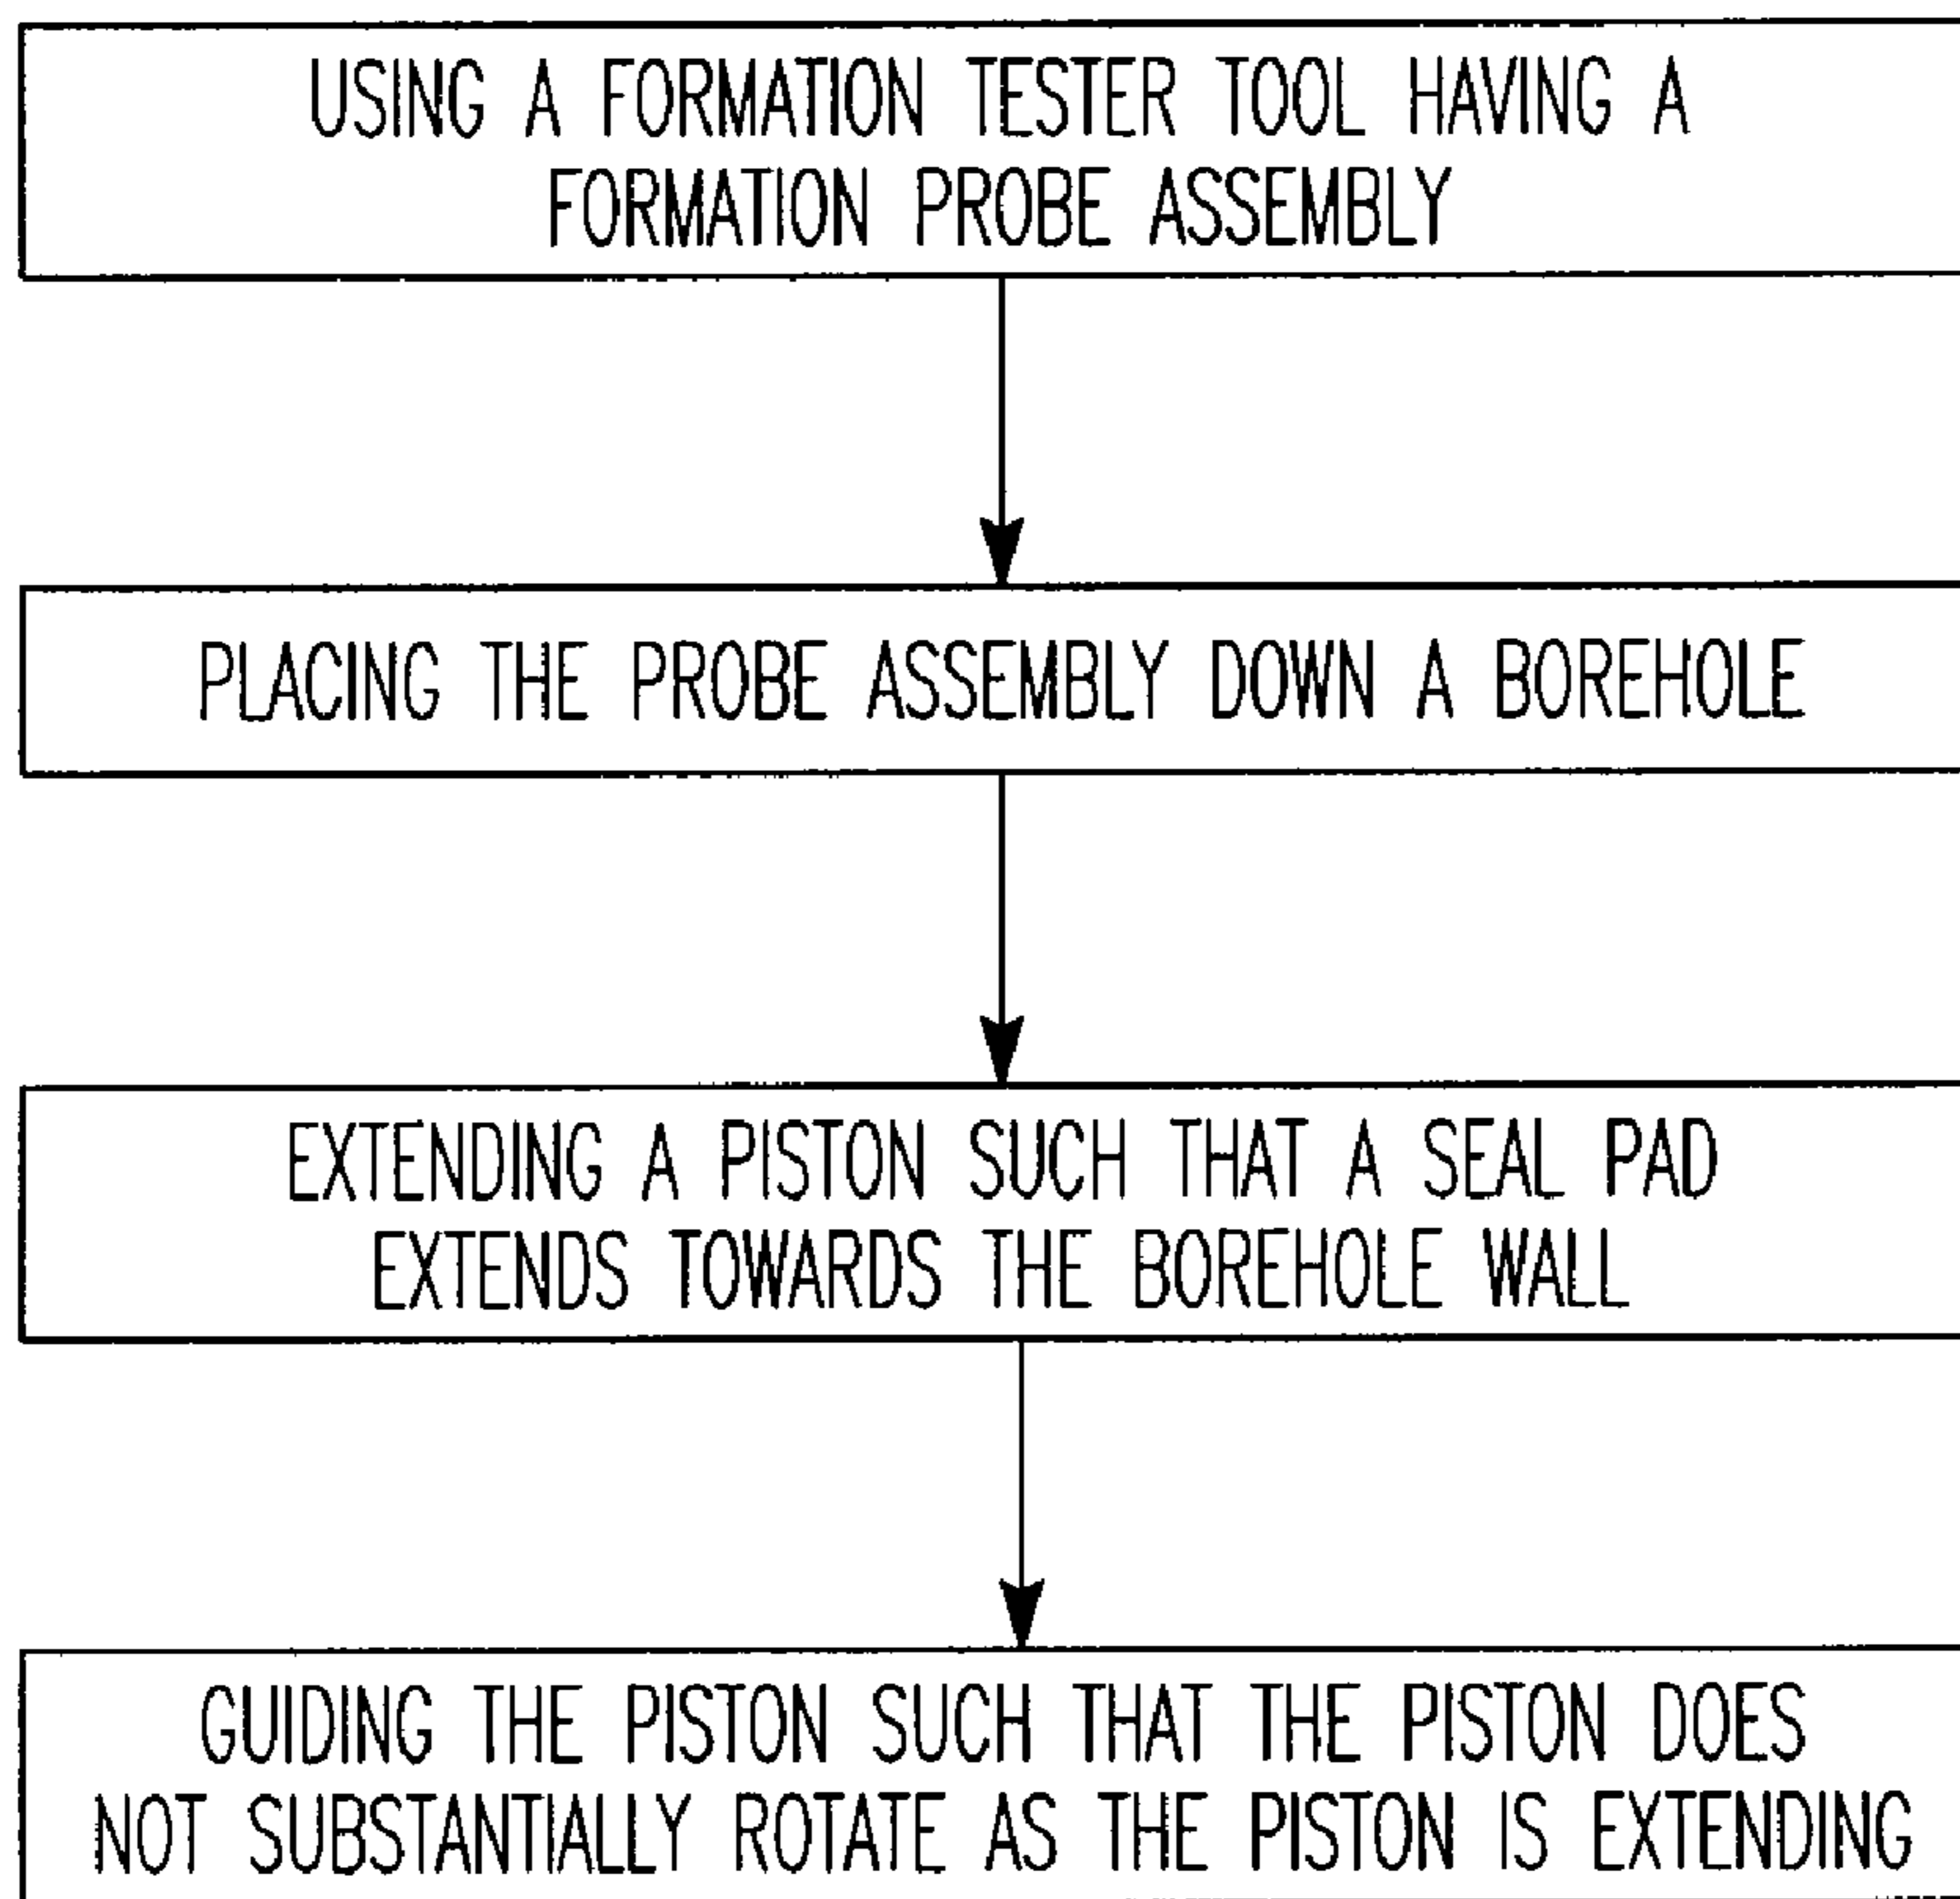 USING A FORMATION TESTER TOOL HAVING A
FORMATION PROBE ASSEMBLY
PLACING THE PROBE ASSEMBLY DOWN A BOREHOLE
EXTENDING A PISTON SUCH THAT A SEAL PAD
EXTENDS TOWARDS THE BOREHOLE WALL
GUIDING THE PISTON SUCH THAT THE PISTON DOES
NOT SUBSTANTIALLY ROTATE AS THE PISTON IS EXTENDING